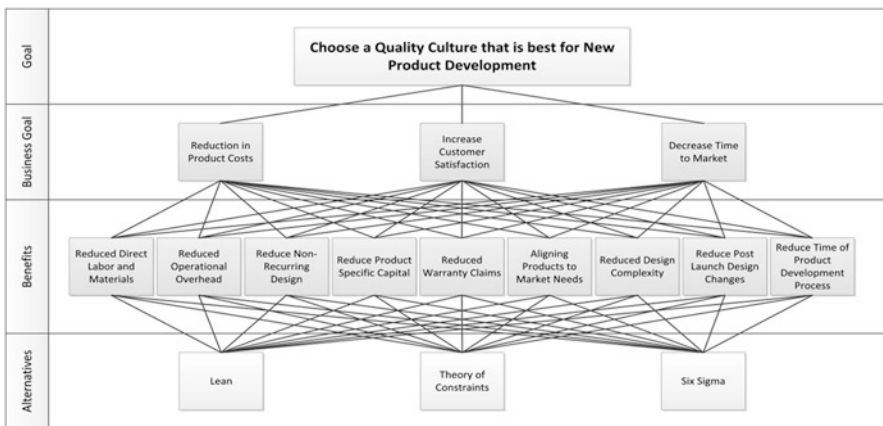 Goal
Choose a Quality Culture that is best for New
Product Development
Business Goal
Reduction in
Product Costs
Increase
Customer
Satisfaction
Decrease Time
to Market
Benefits
Reduced Direct
Labor and
Materials
Reduced
Operational
Overhead
Reduce Non-
Recurring
Design
Reduce Product
Specific Capital
Reduced
Warranty Claims
Aligning
Products to
Market Needs
Reduced Design
Complexity
Reduce Post
Launch Design
Changes
Reduce Time of
Product
Development
Process
Alternatives
Lean
Theory of
Constraints
Six Sigma